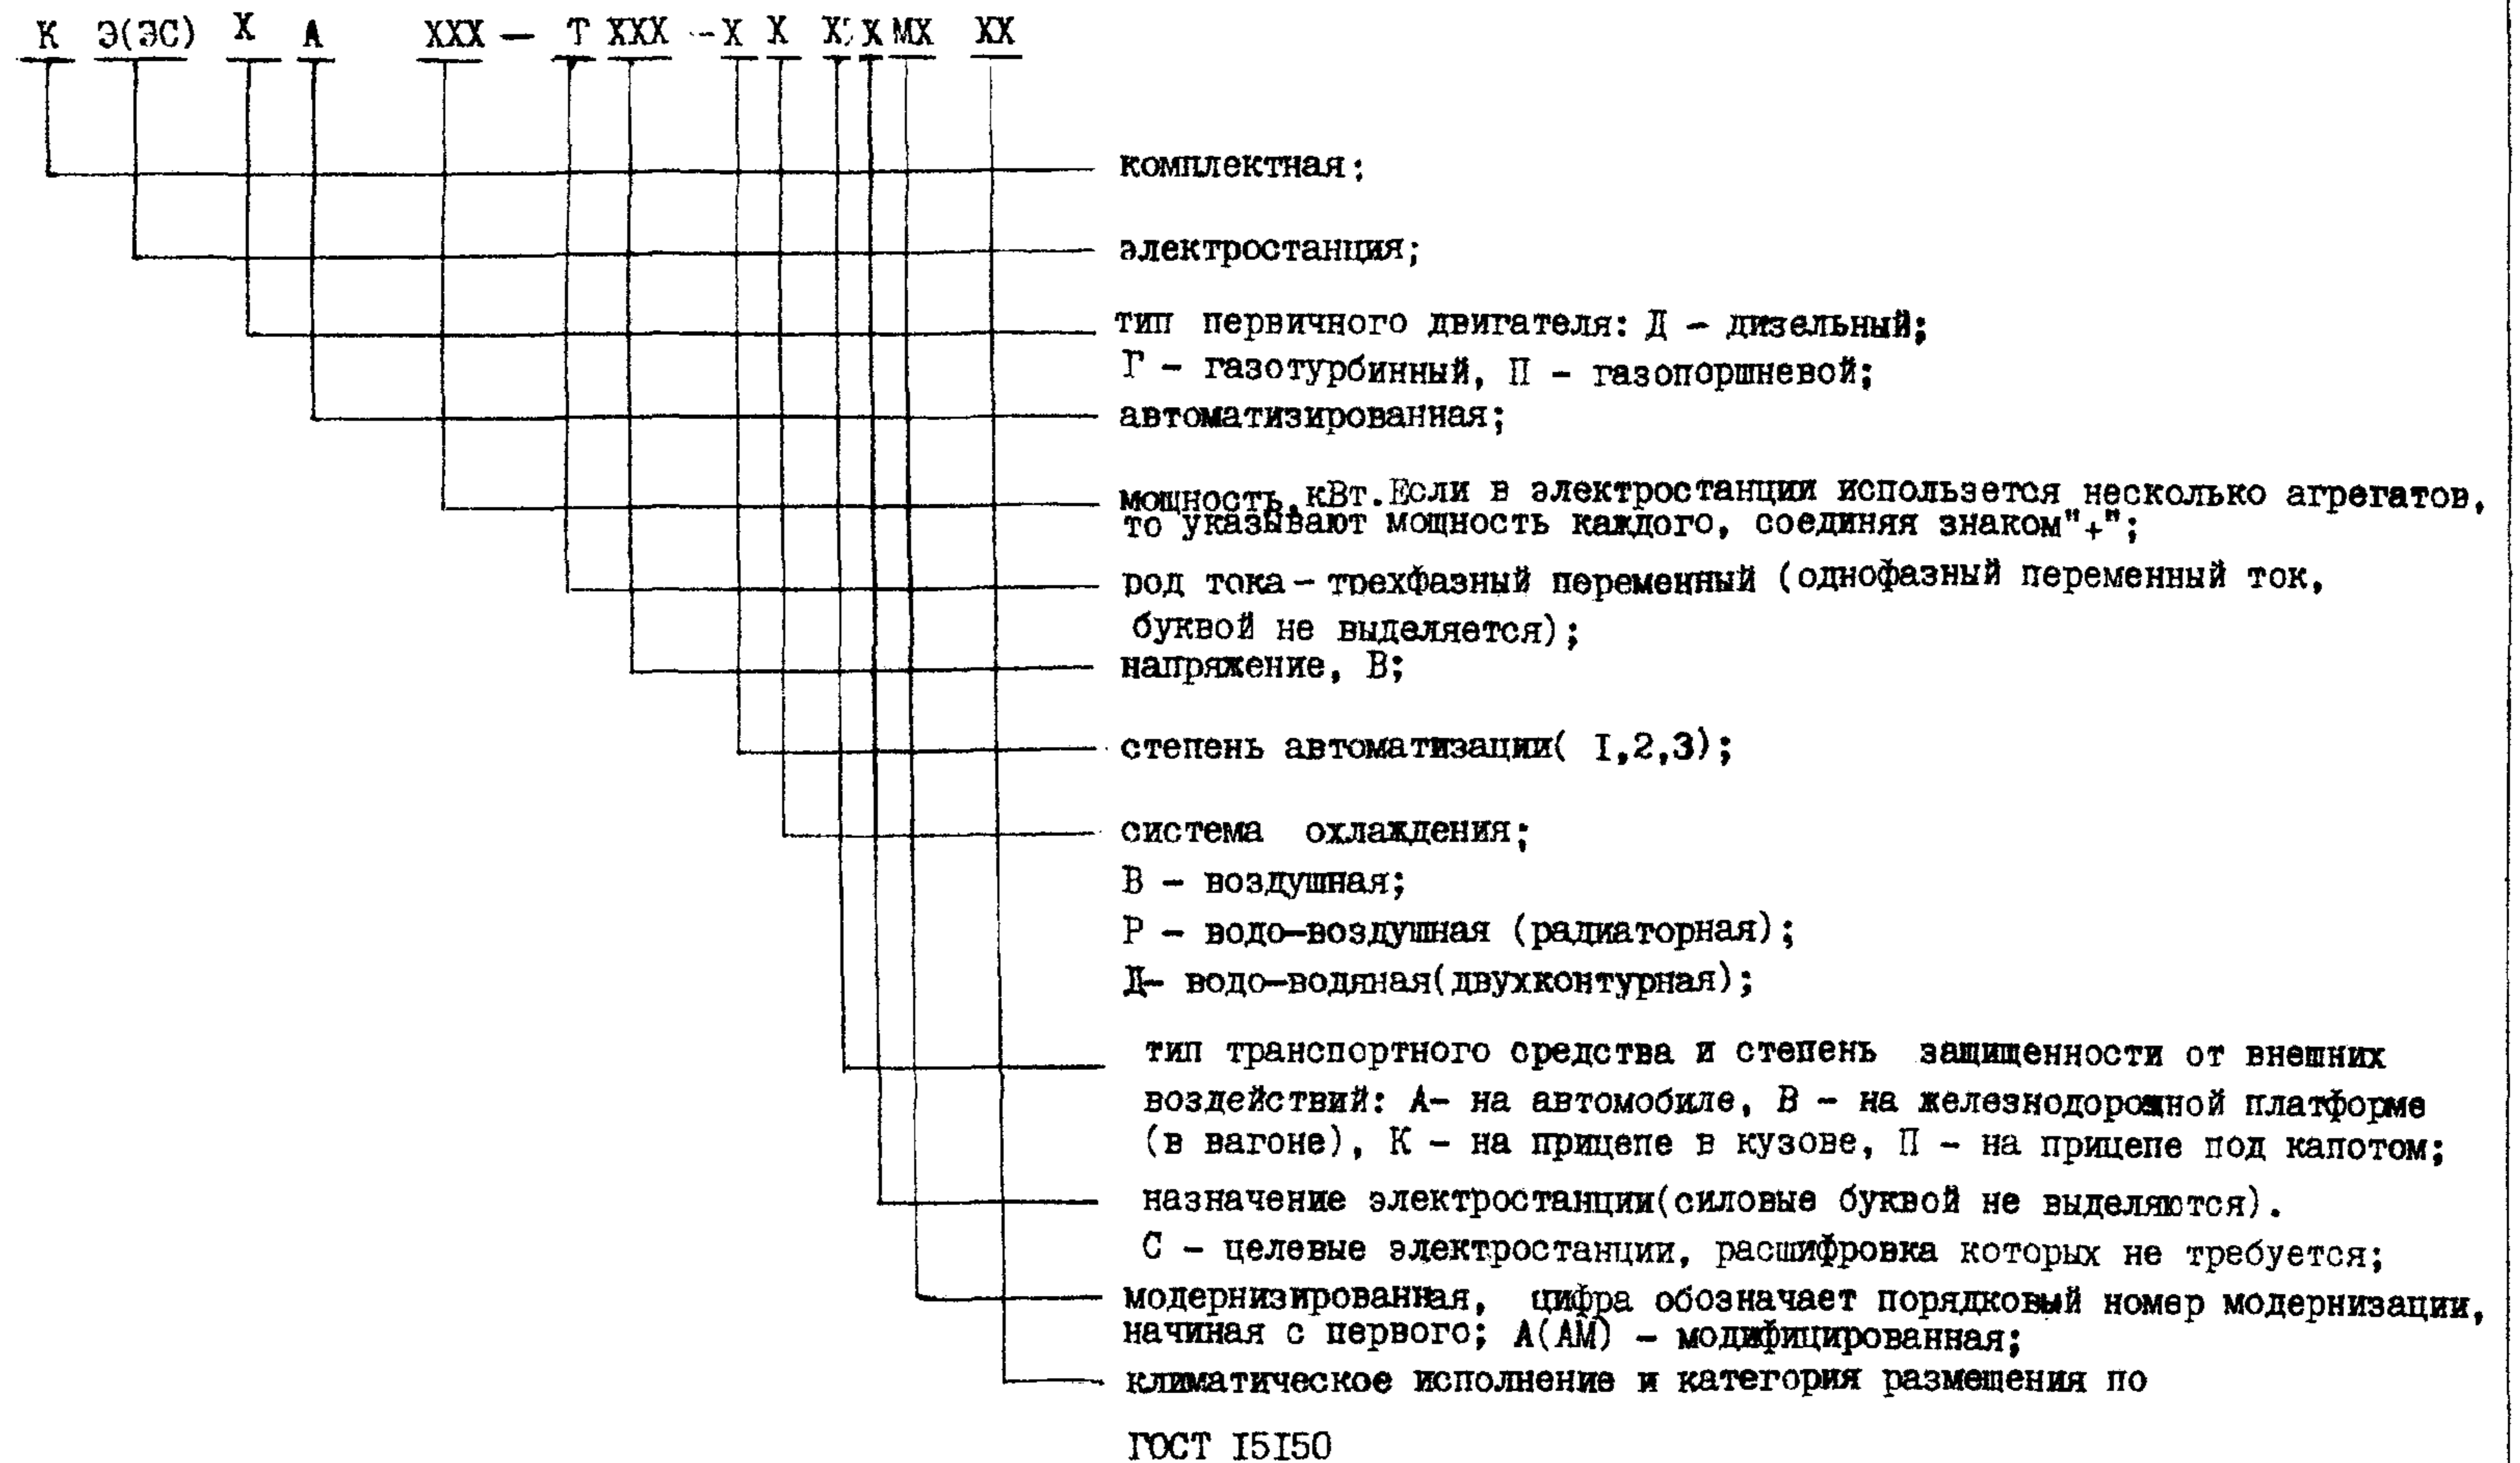 К Э(ЭС) Х А ХХХ — Т ХХХ - Х Х Х Х МХ ХХ
комплектная;
электростанция;
тип первичного двигателя: Д - дизельный;
Г - газотурбинный, П - газопоршневой;
автоматизированная;
мощность, кВт. Если в электростанции используется несколько агрегатов,
то указывают мощность каждого, соединяя знаком "+";
род тока - трехфазный переменный (однофазный переменный ток,
буквой не выделяется);
напряжение, В;
степень автоматизации( I,2,3);
система охлаждения;
В - воздушная;
Р - водо-воздушная (радиаторная);
Д- водо-водяная(двухконтурная);
тип транспортного средства и степень защищенности от внешних
воздействий: А- на автомобиле, В - на железнодорожной платформе
(в вагоне), К - на прицепе в кузове, П - на прицепе под капотом;
назначение электростанции(силовые буквой не выделяются).
С - целевые электростанции, расшифровка которых не требуется;
модернизированная, цифра обозначает порядковый номер модернизации,
начиная с первого; А(АМ) - модифицированная;
климатическое исполнение и категория размещения по
ГОСТ I5I50